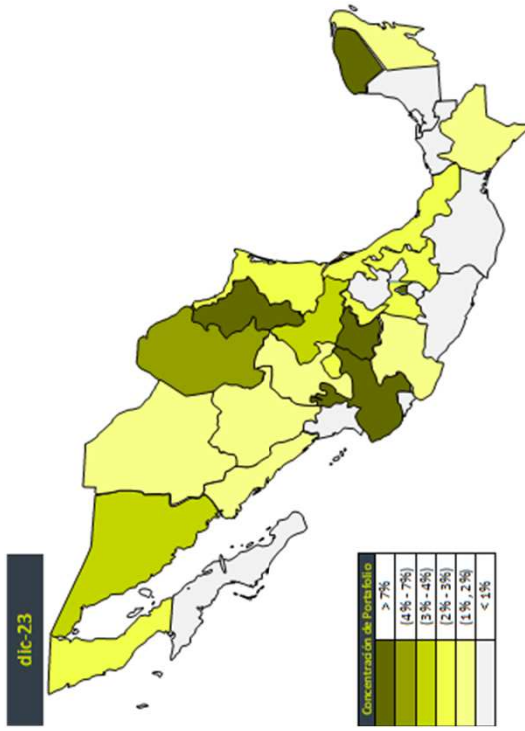 dic-23
Concentración de Portafolio
> 7%
(4% - 7%)
(3% - 4%)
(2% - 3%)
(1% , 2%)
< 1%